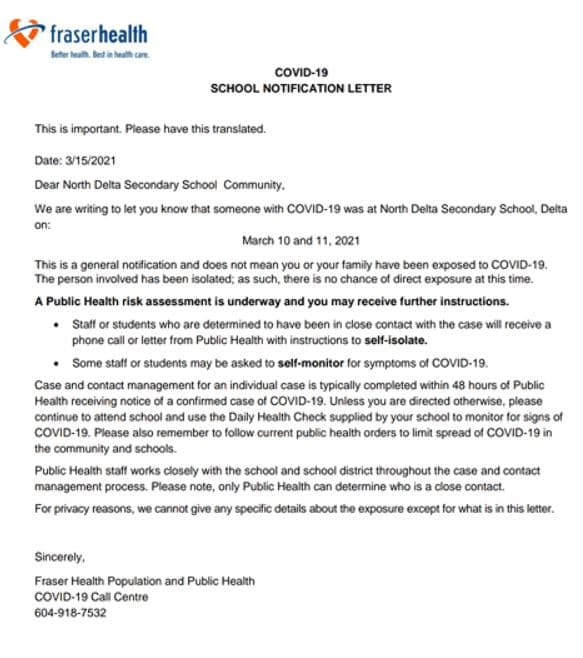 fraserhealth
Better health. Best in health care.
COVID-19
SCHOOL NOTIFICATION LETTER
This is important. Please have this translated.
Date: 3/15/2021
Dear North Delta Secondary School  Community,
We are writing to let you know that someone with COVID-19 was at North Delta Secondary School, Delta
on:
March 10 and 11, 2021
This is a general notification and does not mean you or your family have been exposed to COVID-19.
The person involved has been isolated; as such, there is no chance of direct exposure at this time.
A Public Health risk assessment is underway and you may receive further instructions.
• Staff or students who are determined to have been in close contact with the case will receive a
phone call or letter from Public Health with instructions to self-isolate.
• Some staff or students may be asked to self-monitor for symptoms of COVID-19.
Case and contact management for an individual case is typically completed within 48 hours of Public
Health receiving notice of a confirmed case of COVID-19. Unless you are directed otherwise, please
continue to attend school and use the Daily Health Check supplied by your school to monitor for signs of
COVID-19. Please also remember to follow current public health orders to limit spread of COVID-19 in
the community and schools.
Public Health staff works closely with the school and school district throughout the case and contact
management process. Please note, only Public Health can determine who is a close contact.
For privacy reasons, we cannot give any specific details about the exposure except for what is in this letter.
Sincerely,
Fraser Health Population and Public Health
COVID-19 Call Centre
604-918-7532